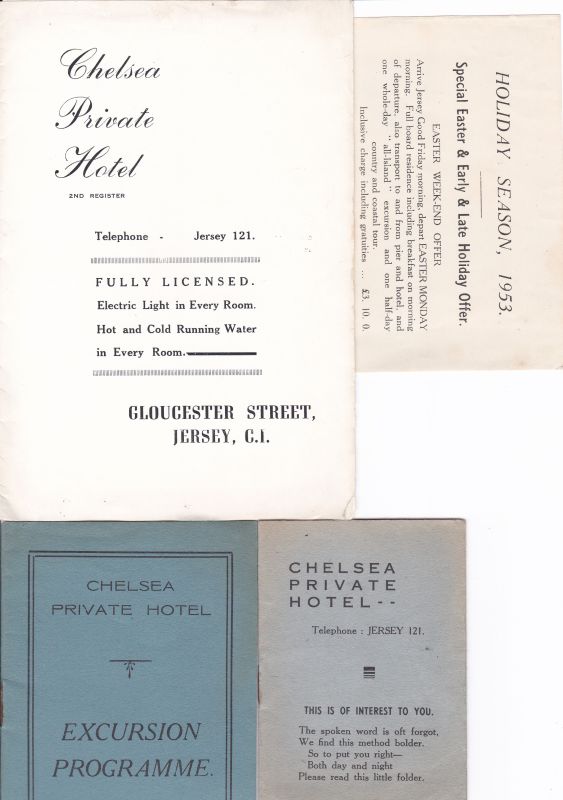 Chelsea
Private
Hotel
2ND REGISTER
Telephone - Jersey 121.
FULLY LICENSED.
Electric Light in Every Room.
Hot and Cold Running Water
in Every Room.
GLOUCESTER STREET,
JERSEY, C.I.
HOLIDAY SEASON, 1953.
Special Easter & Early & Late Holiday Offer.
EASTER WEEK-END OFFER
Arrive Jersey Good Friday morning, depart EASTER MONDAY
morning. Full board residence including breakfast on morning
of departure, also transport to and from pier and hotel, and
one whole-day "all-Island" excursion and one half-day
country and coastal tour.
Inclusive charge including gratuities ... £3. 10. 0.
CHELSEA
PRIVATE HOTEL
EXCURSION
PROGRAMME.
CHELSEA
PRIVATE
HOTEL--
Telephone : JERSEY 121.
THIS IS OF INTEREST TO YOU.
The spoken word is oft forgot,
We find this method bolder.
So to put you right—
Both day and night
Please read this little folder.